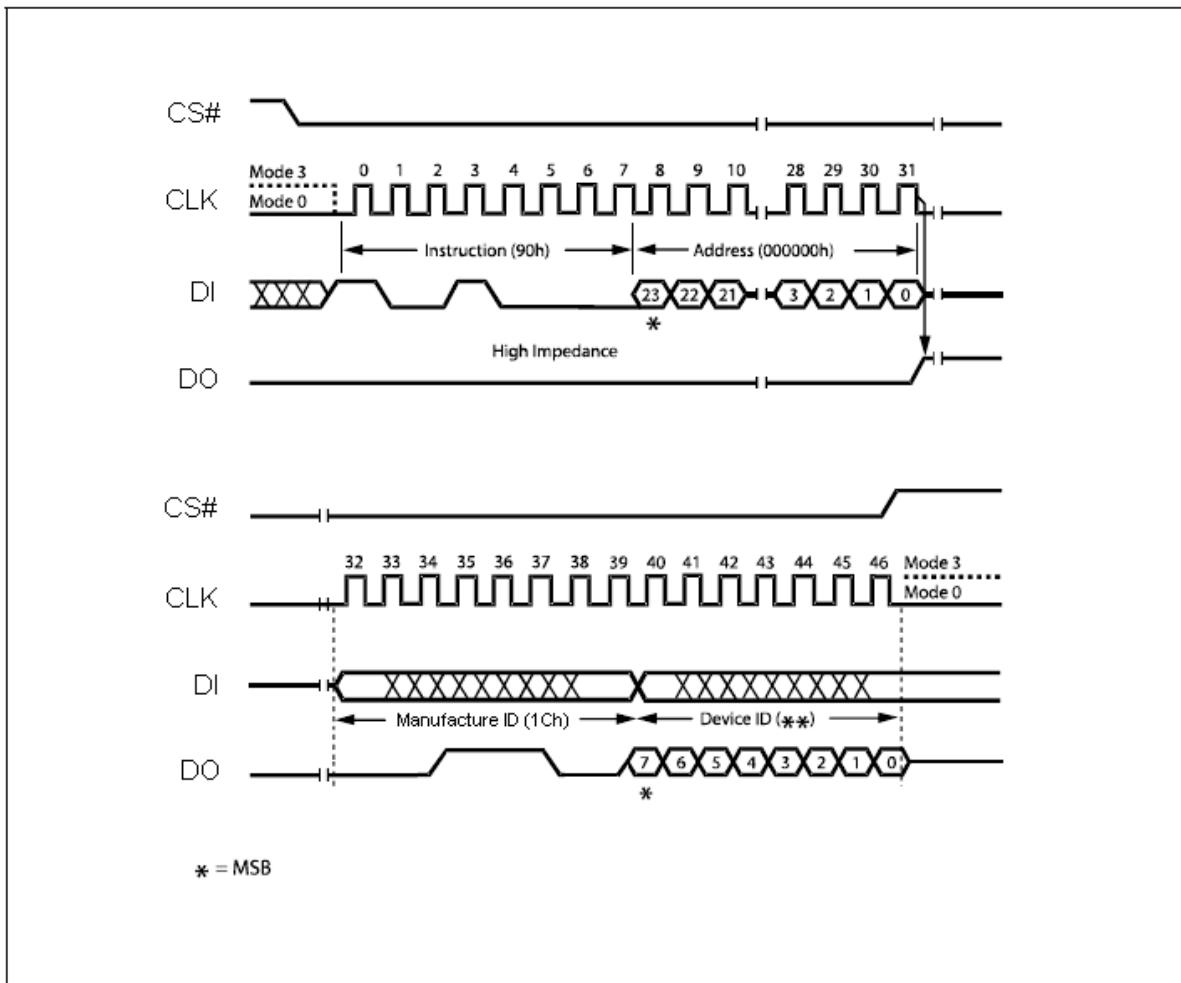 CS#
Mode 3 0 1 2 3 4 5 6 7 8 9 10 28 29 30 31
CLK Mode 0
Instruction (90h) Address (000000h)
DI 23 22 21 3 2 1 0
*
High Impedance
DO
CS#
32 33 34 35 36 37 38 39 40 41 42 43 44 45 46 Mode 3
CLK Mode 0
DI
Manufacture ID (1Ch) Device ID (**)
DO 7 6 5 4 3 2 1 0
*
* = MSB